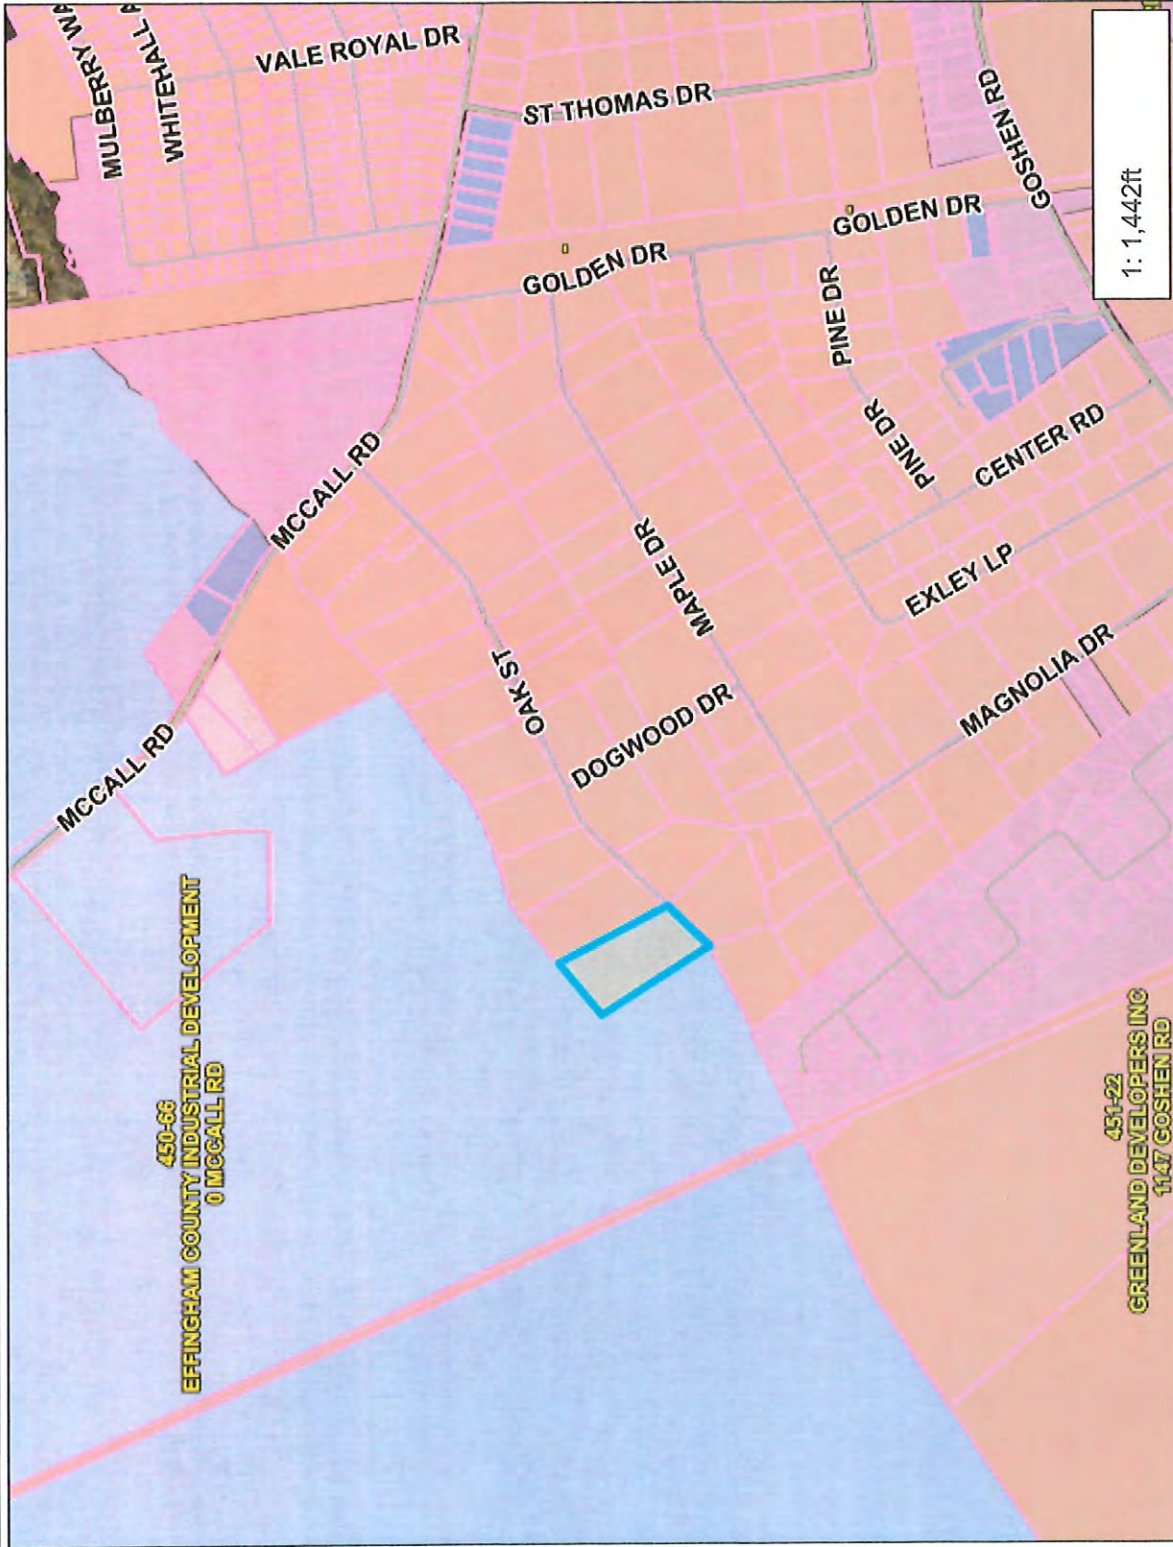 MULBERRY WA
WHITEHALL A
VALE ROYAL DR
ST THOMAS DR
GOSHEN RD
GOLDEN DR
GOLDEN DR
PINE DR
PINE DR
CENTER RD
EXLEY LP
MAGNOLIA DR
MAPLE DR
DOGWOOD DR
OAK ST
MCCALL RD
MCCALL RD
450-66
EFFINGHAM COUNTY INDUSTRIAL DEVELOPMENT
0 MCCALL RD
451-22
GREENLAND DEVELOPERS INC
1147 GOSHEN RD
1: 1,442ft